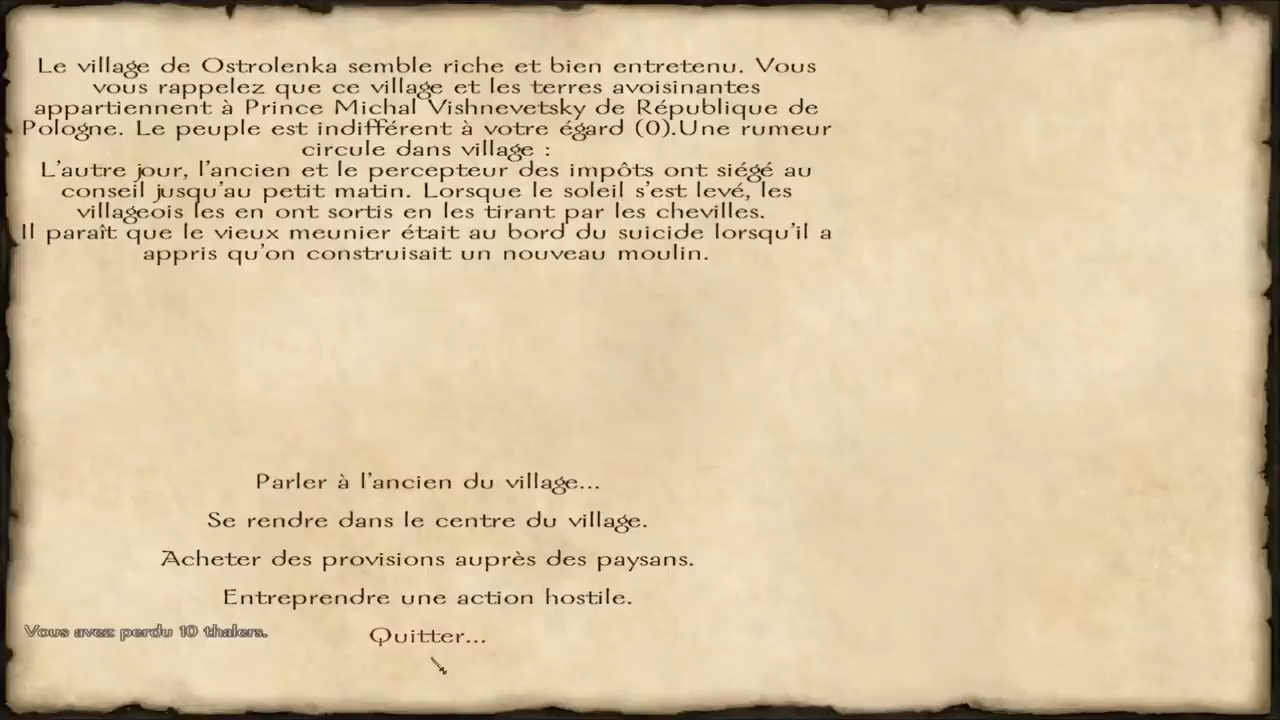 Le village de Ostrolenka semble riche et bien entretenu. Vous
vous rappelez que ce village et les terres avoisinantes
appartiennent à Prince Michal Vishnevetsky de République de
Pologne. Le peuple est indifférent à votre égard (0).Une rumeur
circule dans village :
L'autre jour, l'ancien et le percepteur des impôts ont siégé au
conseil jusqu'au petit matin. Lorsque le soleil s'est levé, les
villageois les en ont sortis en les tirant par les chevilles.
Il paraît que le vieux meunier était au bord du suicide lorsqu'il a
appris qu'on construisait un nouveau moulin.
Parler à l'ancien du village...
Se rendre dans le centre du village.
Acheter des provisions auprès des paysans.
Entreprendre une action hostile.
Vous avez perdu 10 thalers.
Quitter...